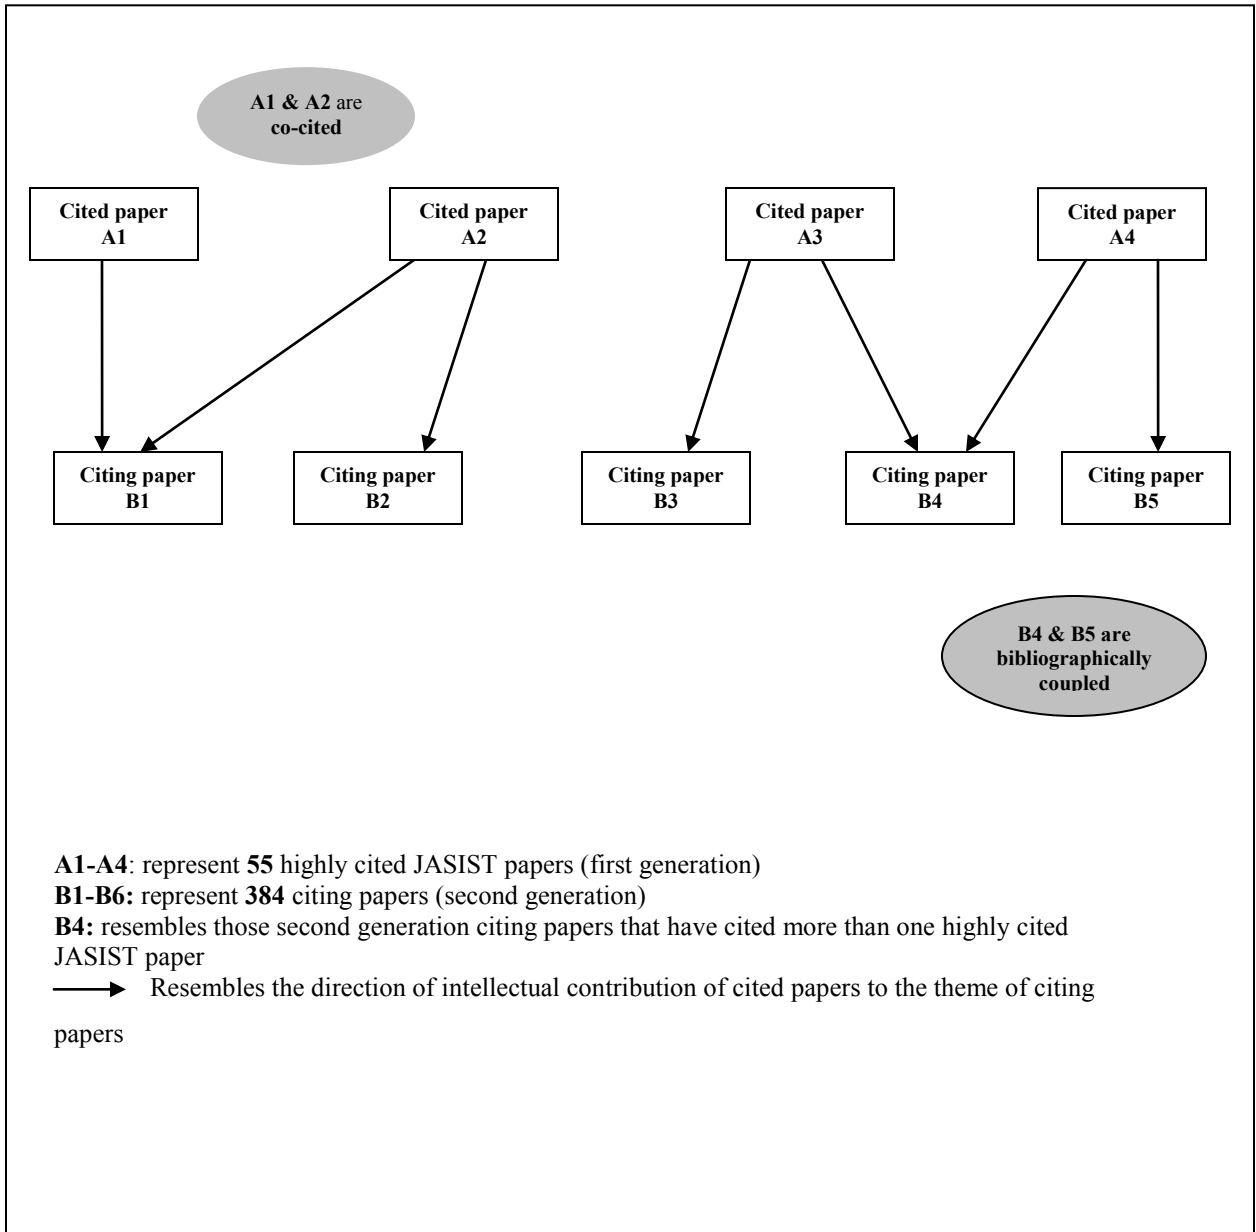 A1 & A2 are
co-cited
Cited paper
A1
Cited paper
A2
Cited paper
A3
Cited paper
A4
Citing paper
B1
Citing paper
B2
Citing paper
B3
Citing paper
B4
Citing paper
B5
B4 & B5 are
bibliographically
coupled
A1-A4: represent 55 highly cited JASIST papers (first generation)
B1-B6: represent 384 citing papers (second generation)
B4: resembles those second generation citing papers that have cited more than one highly cited
JASIST paper
Resembles the direction of intellectual contribution of cited papers to the theme of citing
papers